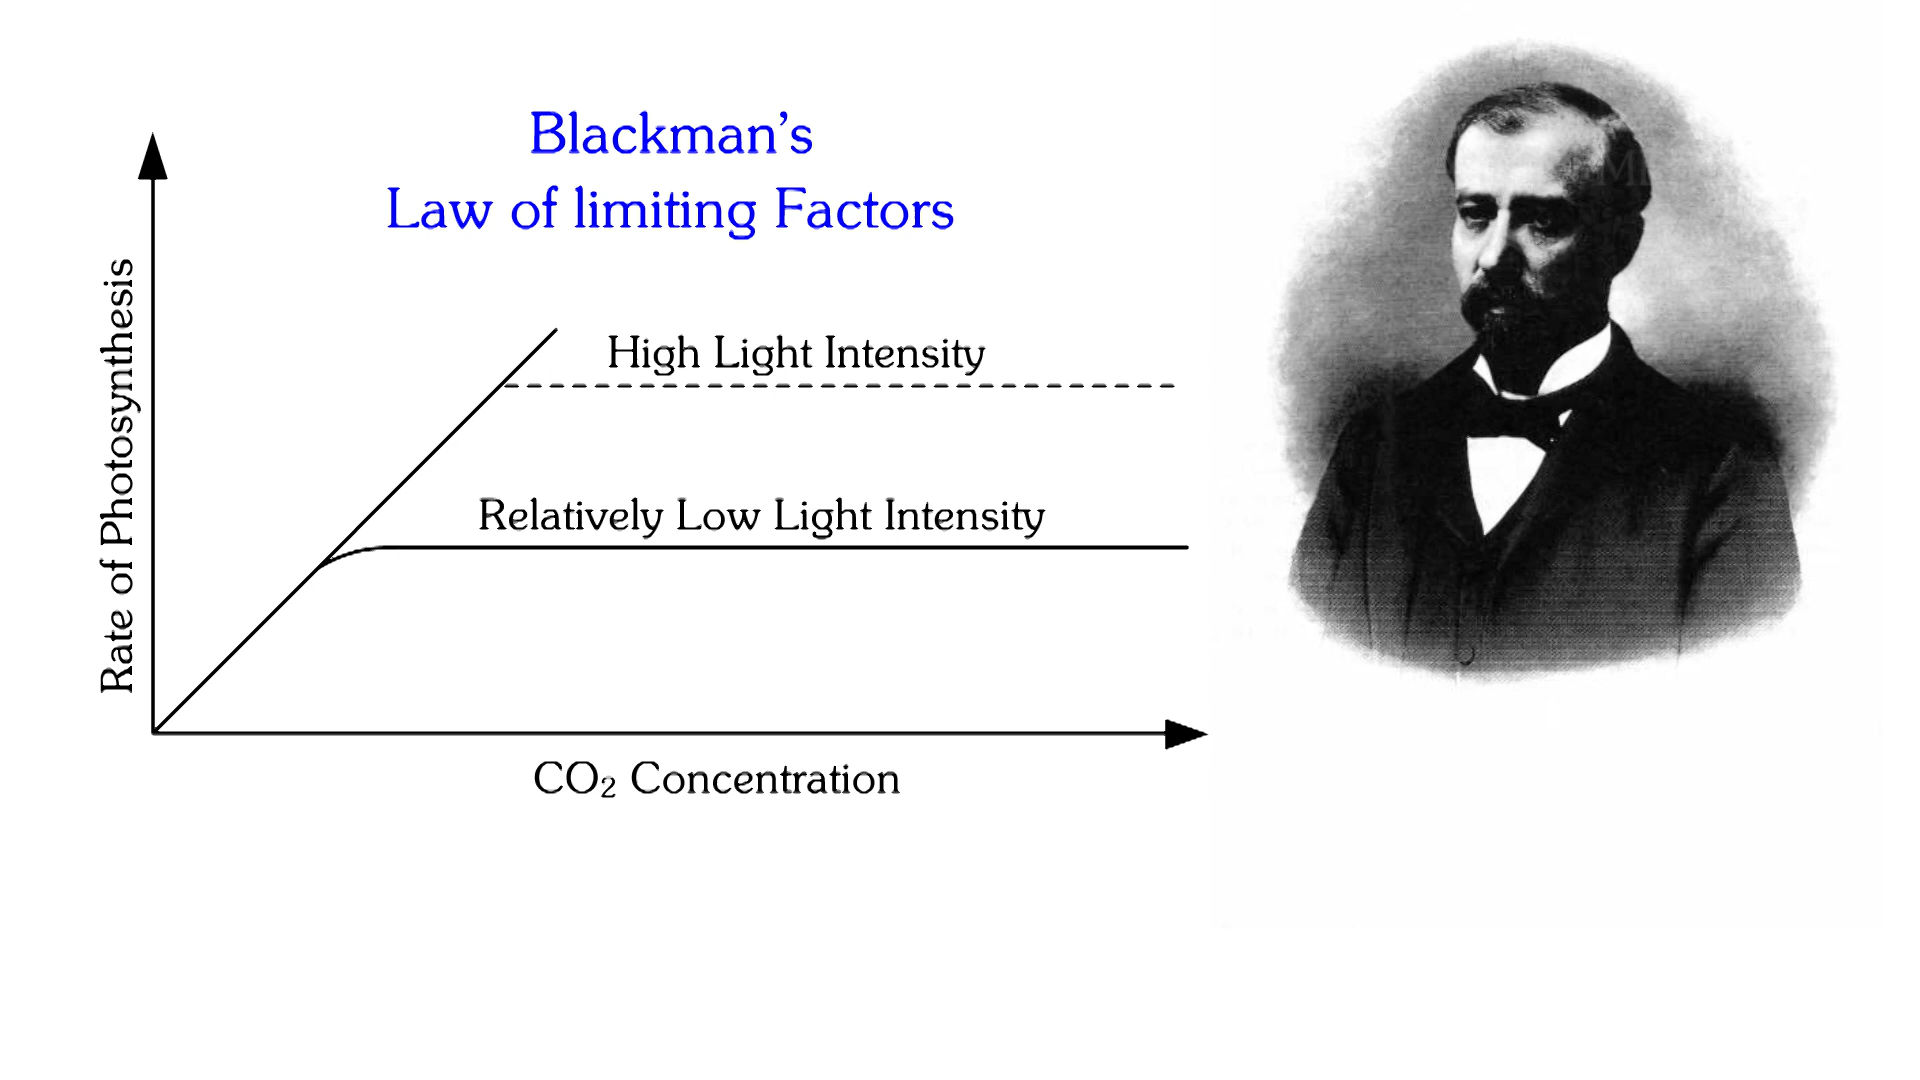 Blackman's
Law of limiting Factors
High Light Intensity
Relatively Low Light Intensity
Rate of Photosynthesis
CO₂ Concentration